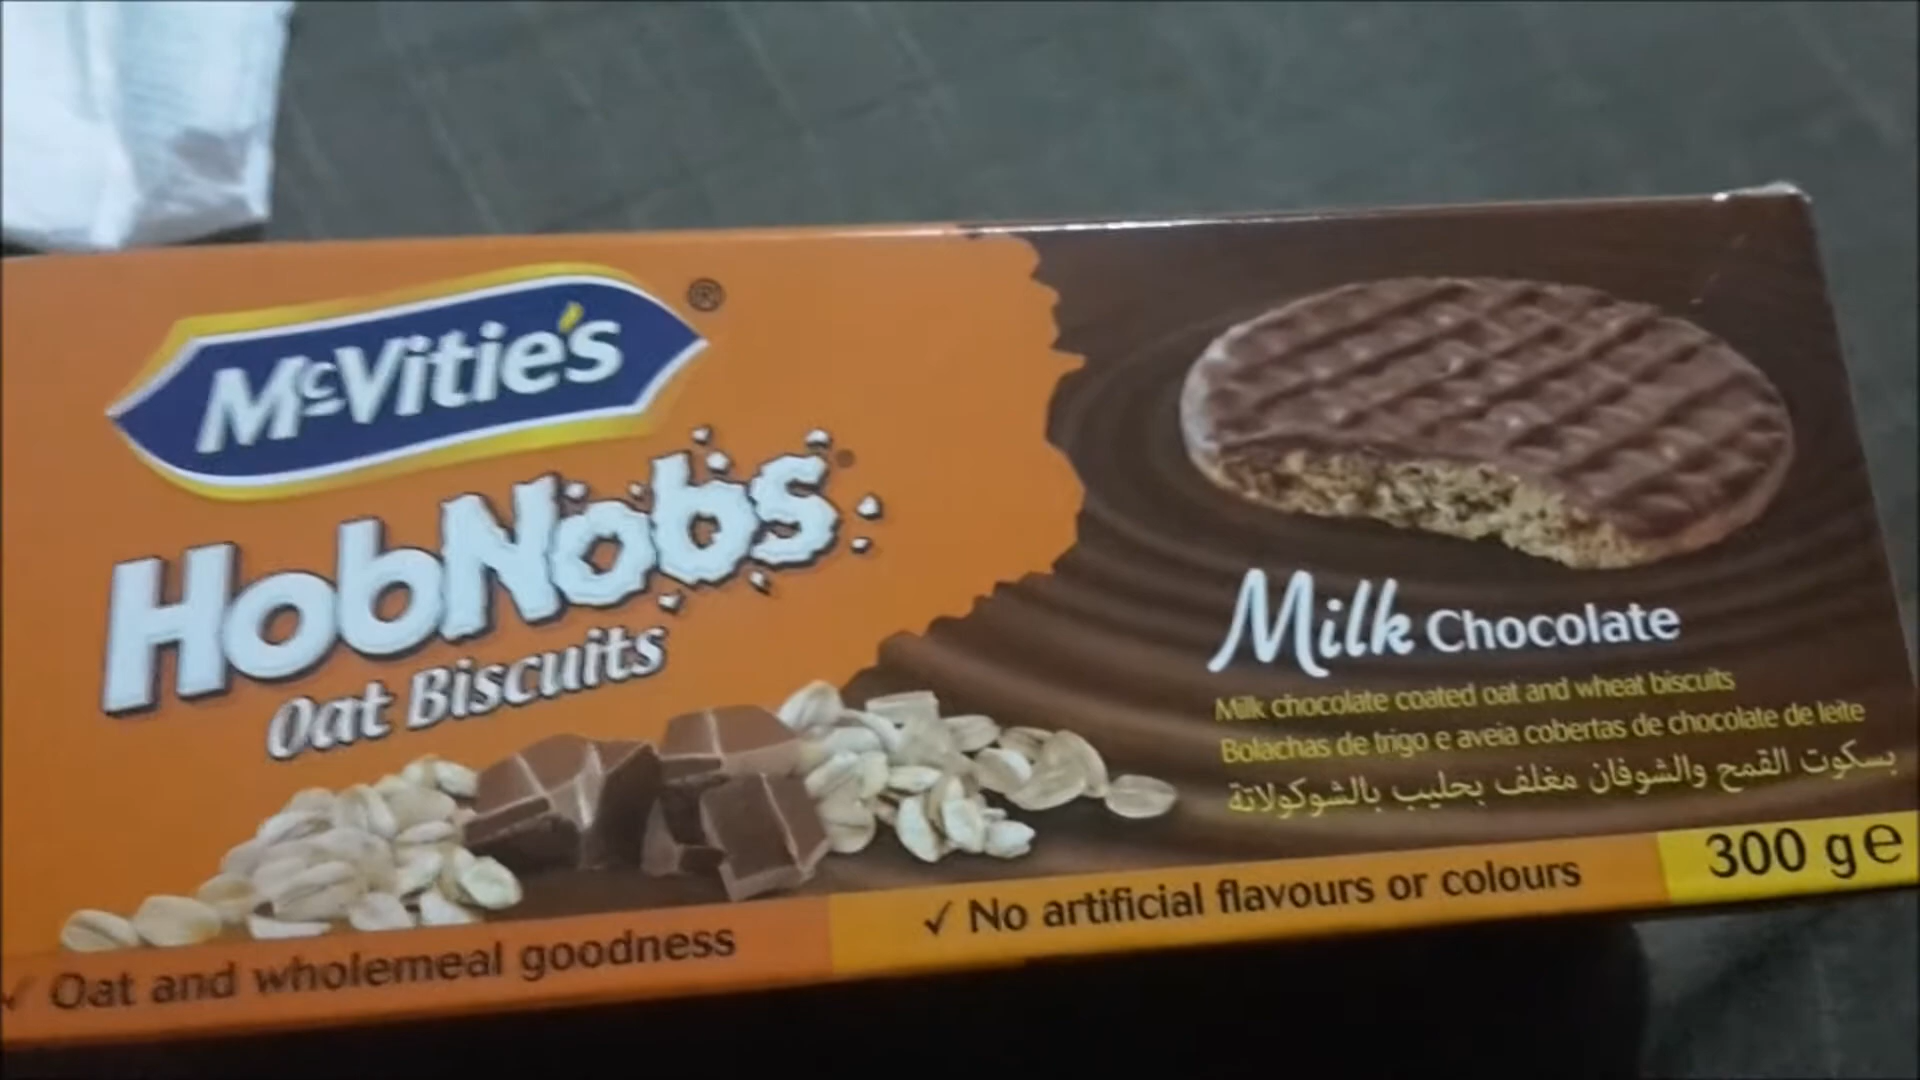 McVitie's ®
HobNobs
Oat Biscuits
Milk Chocolate
Milk chocolate coated oat and wheat biscuits
Bolachas de trigo e aveia cobertas de chocolate de leite
بسكوت القمح والشوفان مغلف بحليب بالشوكولاتة
✓ Oat and wholemeal goodness
✓ No artificial flavours or colours
300 g e